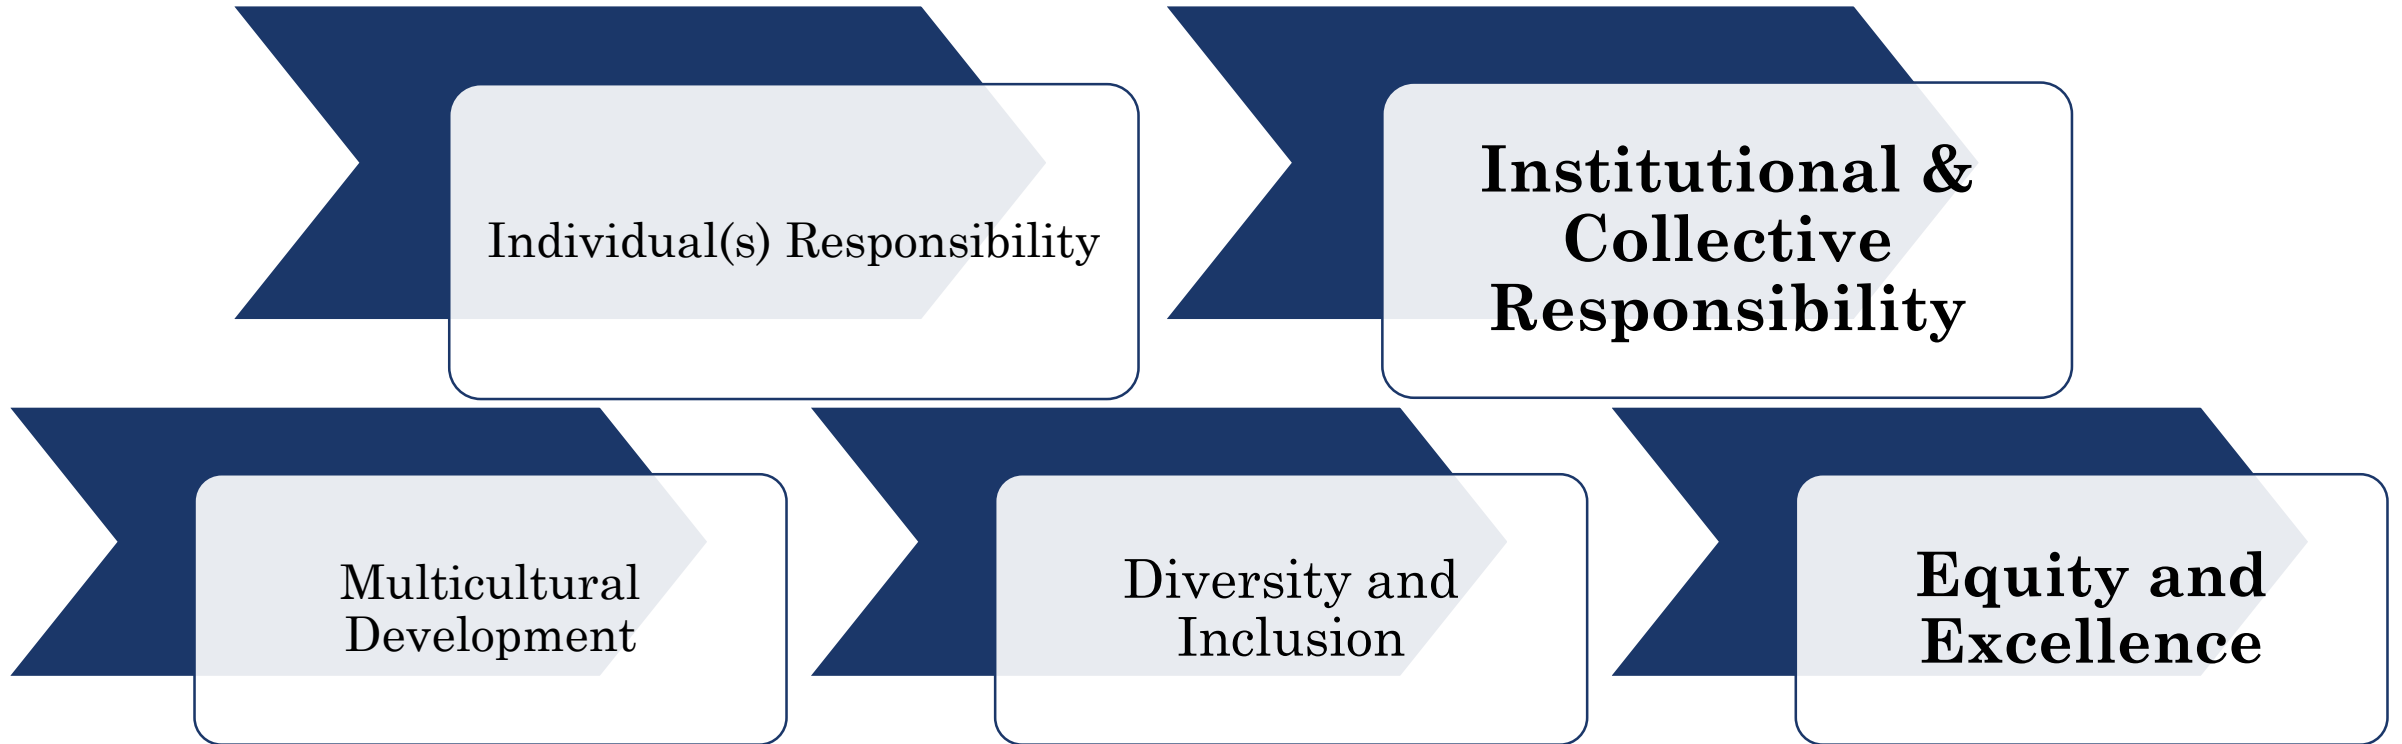 Individual(s) Responsibility
Institutional &
Collective
Responsibility
Multicultural
Development
Diversity and
Inclusion
Equity and
Excellence